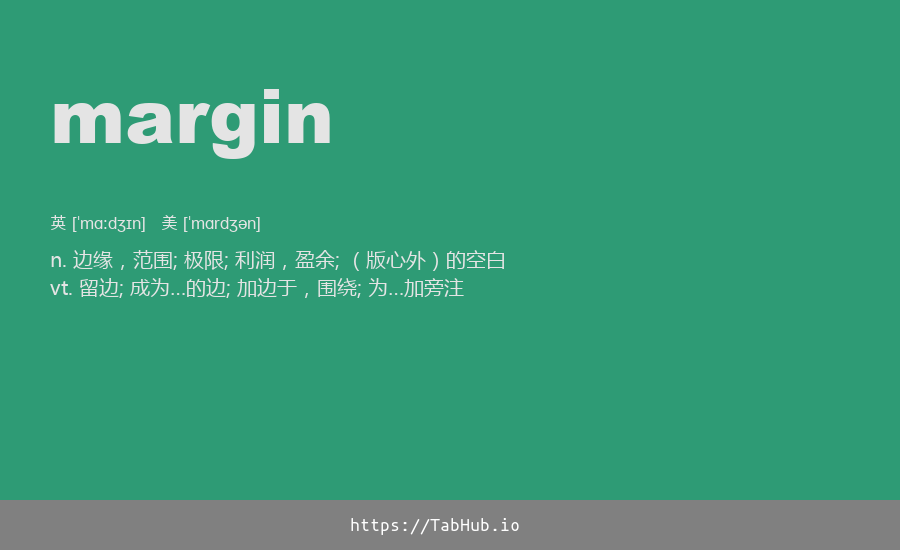 margin
英 [ˈmɑːdʒɪn] 美 [ˈmɑrdʒən]
n. 边缘，范围; 极限; 利润，盈余; （版心外）的空白
vt. 留边; 成为…的边; 加边于，围绕; 为…加旁注
https://TabHub.io